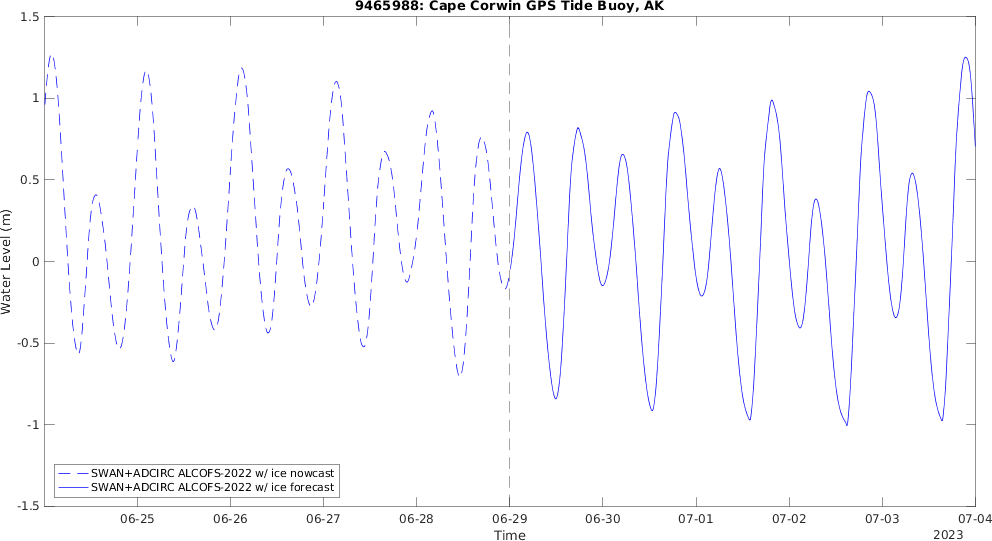 9465988: Cape Corwin GPS Tide Buoy, AK
1.5
1
0.5
0
-0.5
-1
-1.5
Water Level (m)
SWAN+ADCIRC ALCOFS-2022 w/ ice nowcast
SWAN+ADCIRC ALCOFS-2022 w/ ice forecast
06-25 06-26 06-27 06-28 06-29 06-30 07-01 07-02 07-03 07-04
Time
2023